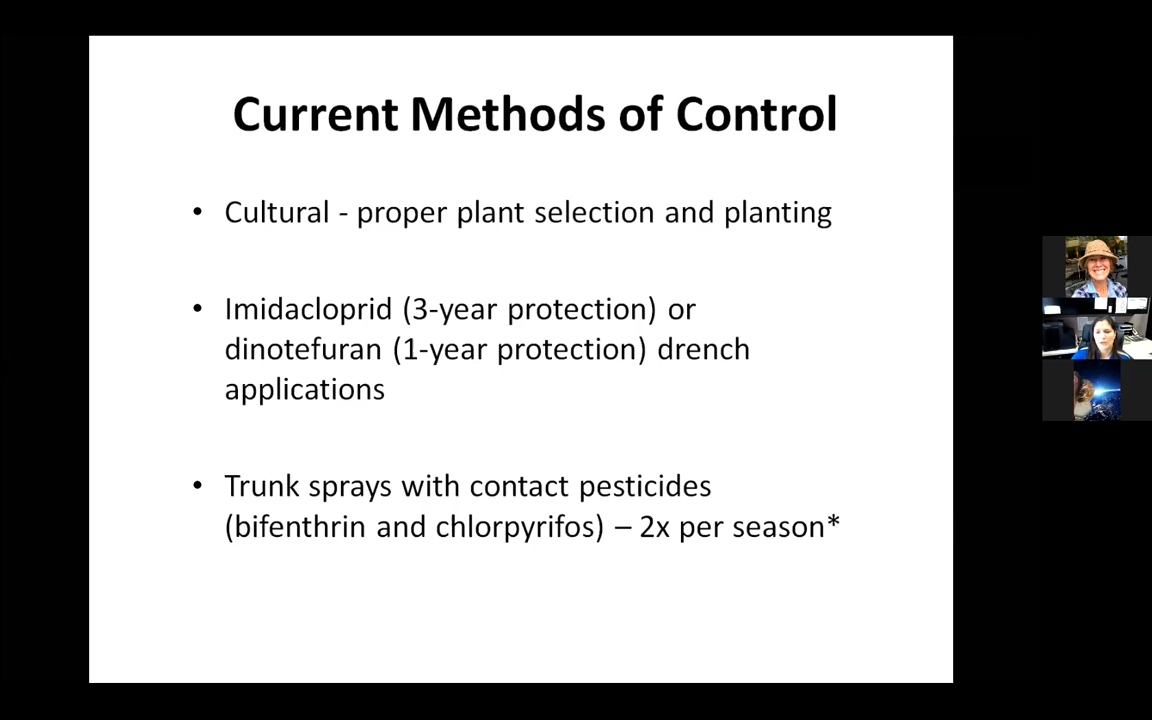 Current Methods of Control
• Cultural - proper plant selection and planting
• Imidacloprid (3-year protection) or
dinotefuran (1-year protection) drench
applications
• Trunk sprays with contact pesticides
(bifenthrin and chlorpyrifos) – 2x per season*